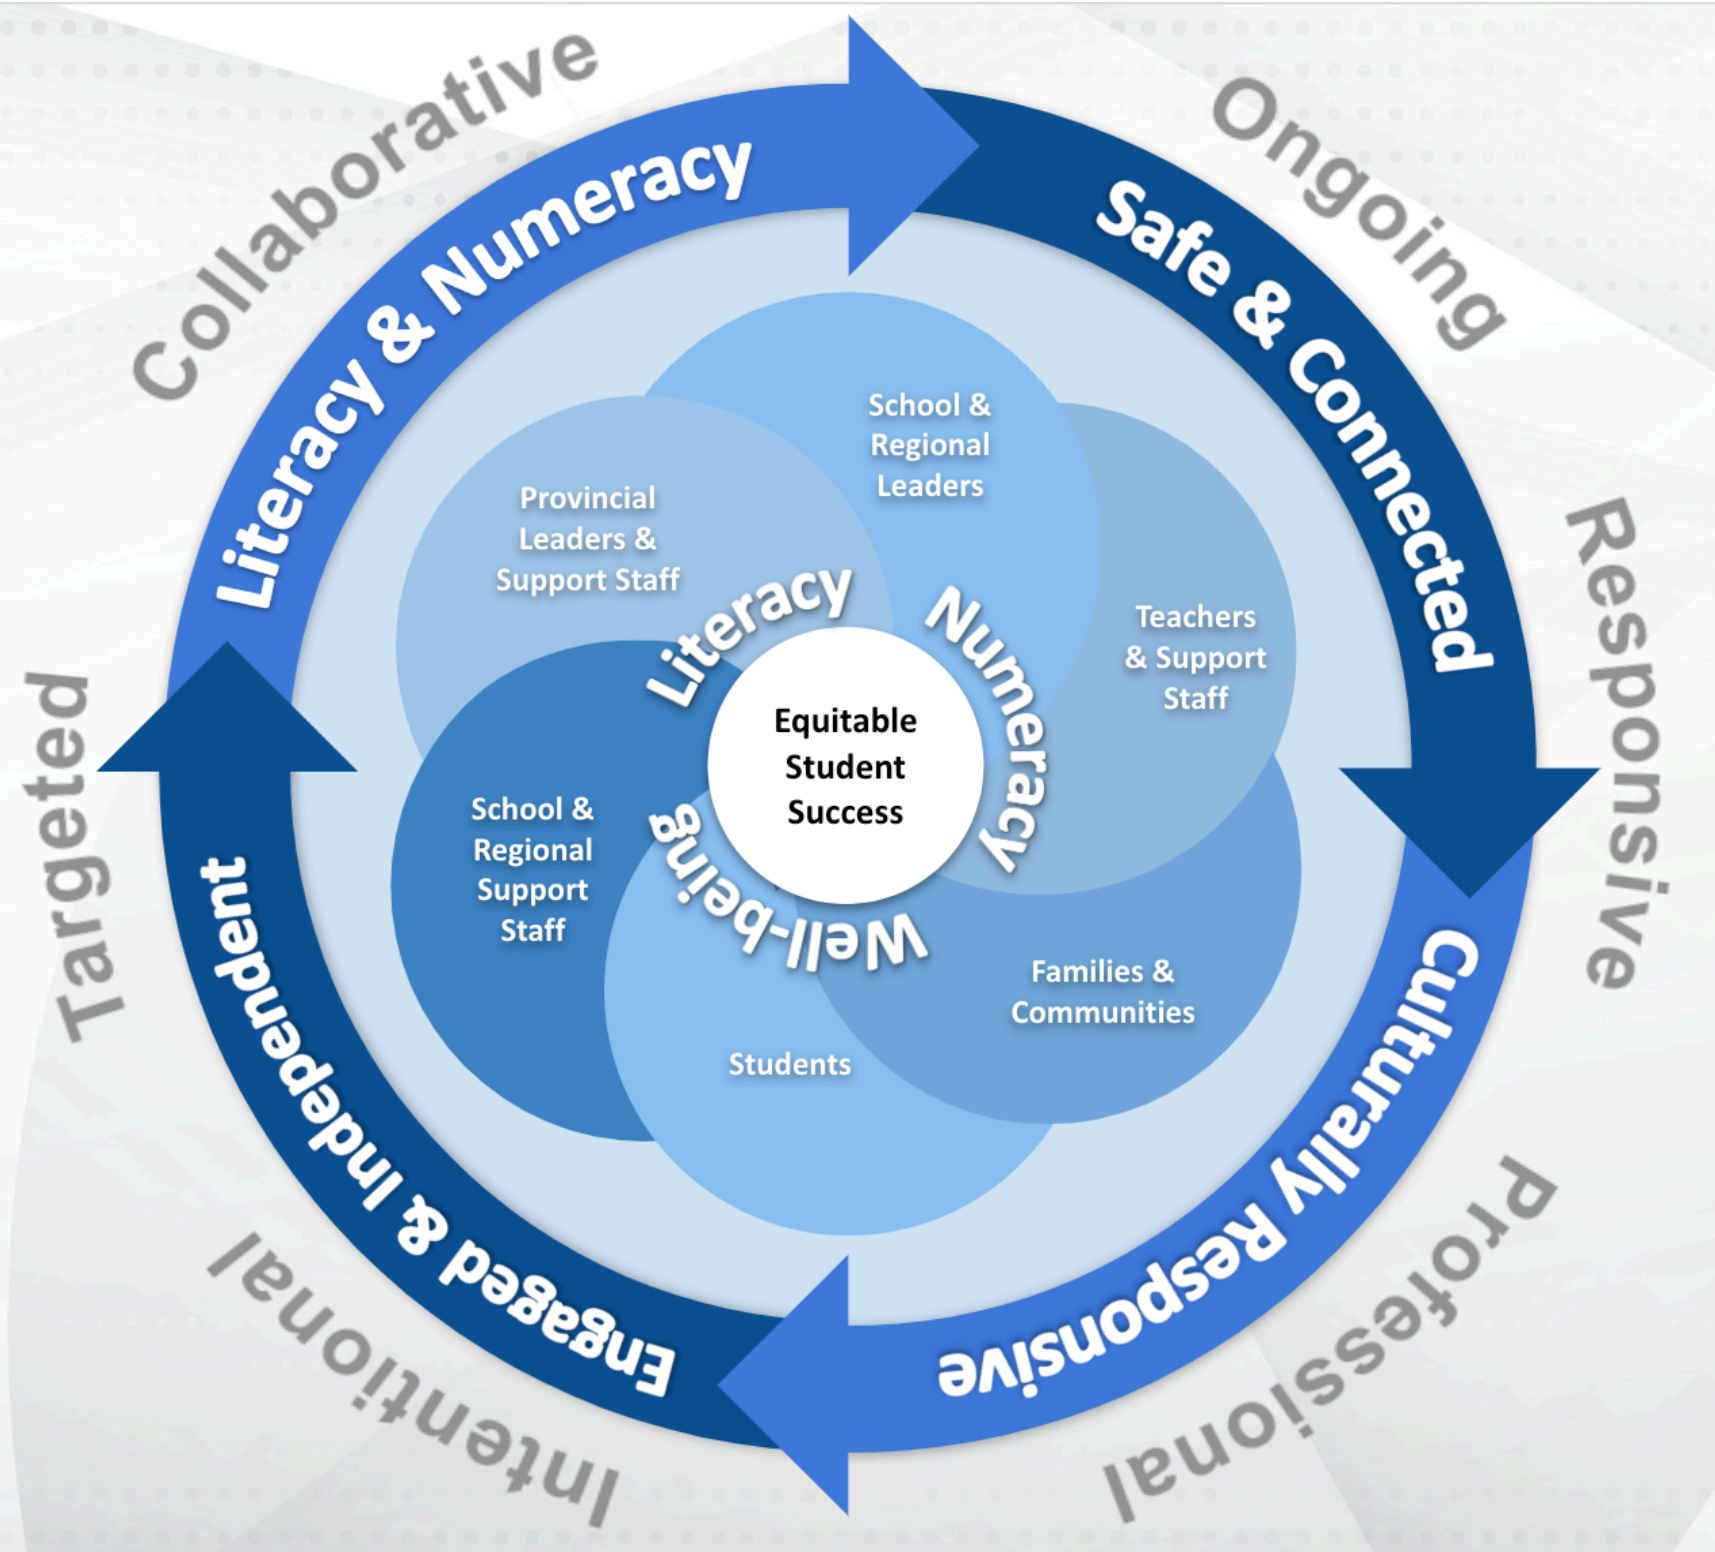 Collaborative
Ongoing
Responsive
Professional
Intentional
Targeted
Literacy & Numeracy
Safe & Connected
Culturally Responsive
Engaged & Independent
School &
Regional
Leaders
Teachers
& Support
Staff
Families &
Communities
Students
School &
Regional
Support
Staff
Provincial
Leaders &
Support Staff
Literacy
Numeracy
Well-being
Equitable
Student
Success